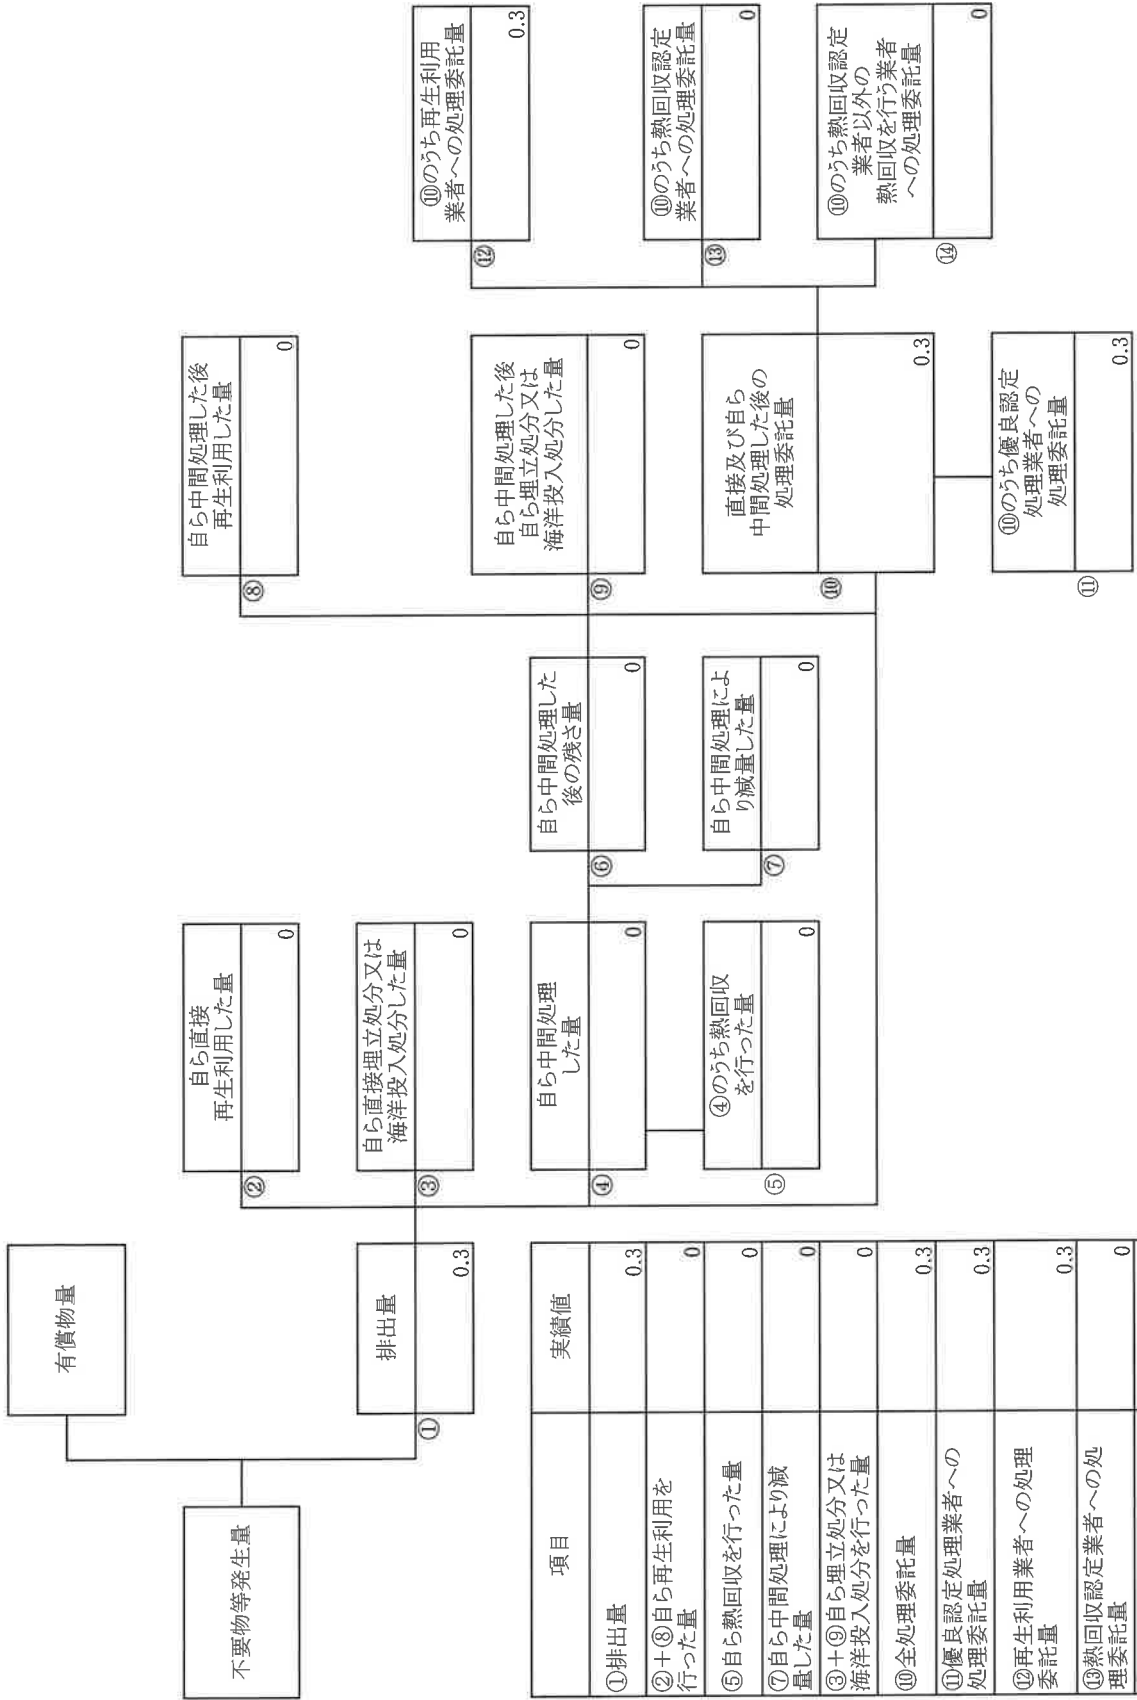 不要物等発生量
有償物量
排出量
①
0.3
自ら直接
再生利用した量
②
0
自ら直接埋立処分又は
海洋投入処分した量
③
0
自ら中間処理
した量
④
0
④のうち熱回収
を行った量
⑤
0
自ら中間処理した
後の残さ量
⑥
0
自ら中間処理によ
り減量した量
⑦
0
自ら中間処理した後
再生利用した量
⑧
0
自ら中間処理した後
自ら埋立処分又は
海洋投入処分した量
⑨
0
直接及び自ら
中間処理した後の
処理委託量
⑩
0.3
⑩のうち優良認定
処理業者への
処理委託量
⑪
0.3
⑩のうち再生利用
業者への処理委託量
⑫
0.3
⑩のうち熱回収認定
業者への処理委託量
⑬
0
⑩のうち熱回収認定
業者以外の
熱回収を行う業者
への処理委託量
⑭
0
項目 実績値
①排出量 0.3
②+⑧自ら再生利用を
行った量 0
⑤自ら熱回収を行った量 0
⑦自ら中間処理により減
量した量 0
③+⑨自ら埋立処分又は
海洋投入処分を行った量 0
⑩全処理委託量 0.3
⑪優良認定処理業者への
処理委託量 0.3
⑫再生利用業者への処理
委託量 0.3
⑬熱回収認定業者への処
理委託量 0